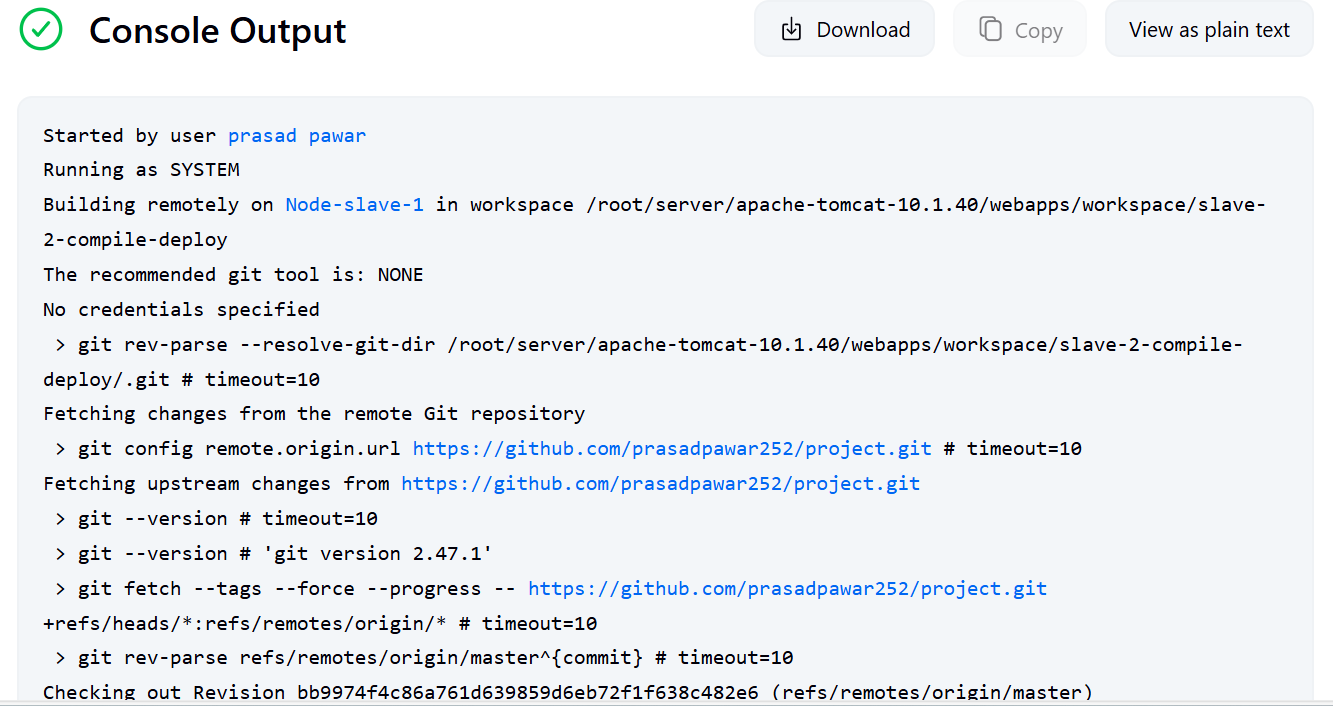 Console Output
Download
Copy
View as plain text
Started by user prasad pawar
Running as SYSTEM
Building remotely on Node-slave-1 in workspace /root/server/apache-tomcat-10.1.40/webapps/workspace/slave-
2-compile-deploy
The recommended git tool is: NONE
No credentials specified
 > git rev-parse --resolve-git-dir /root/server/apache-tomcat-10.1.40/webapps/workspace/slave-2-compile-
deploy/.git # timeout=10
Fetching changes from the remote Git repository
 > git config remote.origin.url https://github.com/prasadpawar252/project.git # timeout=10
Fetching upstream changes from https://github.com/prasadpawar252/project.git
 > git --version # timeout=10
 > git --version # 'git version 2.47.1'
 > git fetch --tags --force --progress -- https://github.com/prasadpawar252/project.git
+refs/heads/*:refs/remotes/origin/* # timeout=10
 > git rev-parse refs/remotes/origin/master^{commit} # timeout=10
Checking out Revision bb9974f4c86a761d639859d6eb72f1f638c482e6 (refs/remotes/origin/master)